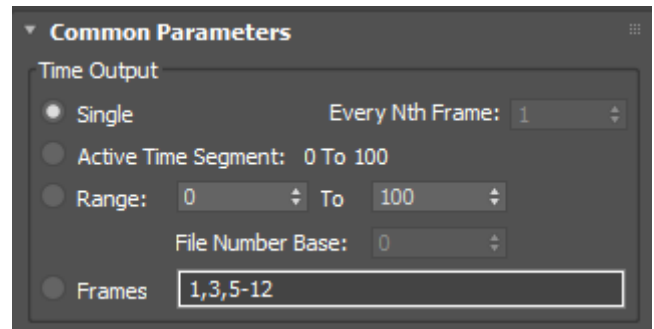 Common Parameters
Time Output
Single Every Nth Frame: 1
Active Time Segment: 0 To 100
Range: 0 To 100
File Number Base: 0
Frames 1,3,5-12